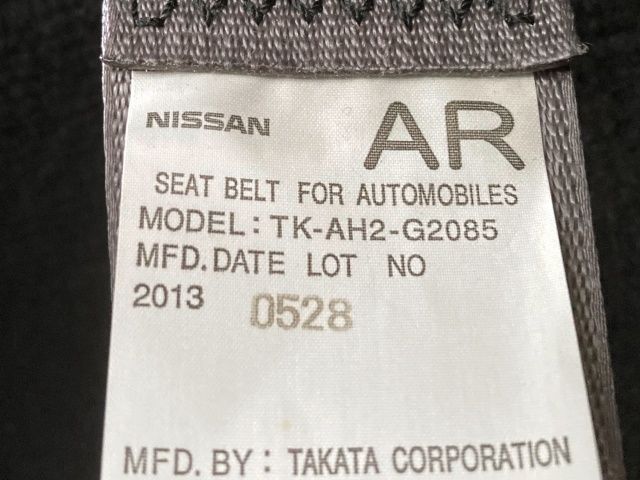 NISSAN AR
SEAT BELT FOR AUTOMOBILES
MODEL: TK-AH2-G2085
MFD.DATE LOT NO
2013 0528
MFD. BY: TAKATA CORPORATION